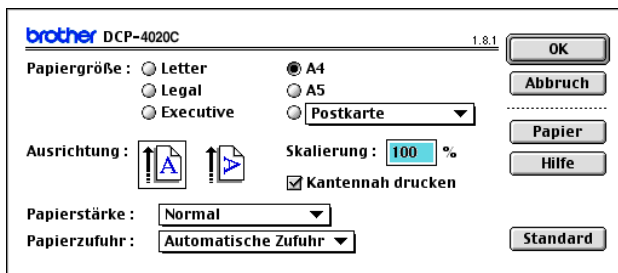 brother DCP-4020C 1.8.1
OK
Papiergröße : Letter A4
Abbruch
Legal A5
Executive Postkarte
Papier
Ausrichtung : A A Skalierung : 100 %
Hilfe
Kantennah drucken
Papierstärke : Normal
Papierzufuhr : Automatische Zufuhr Standard